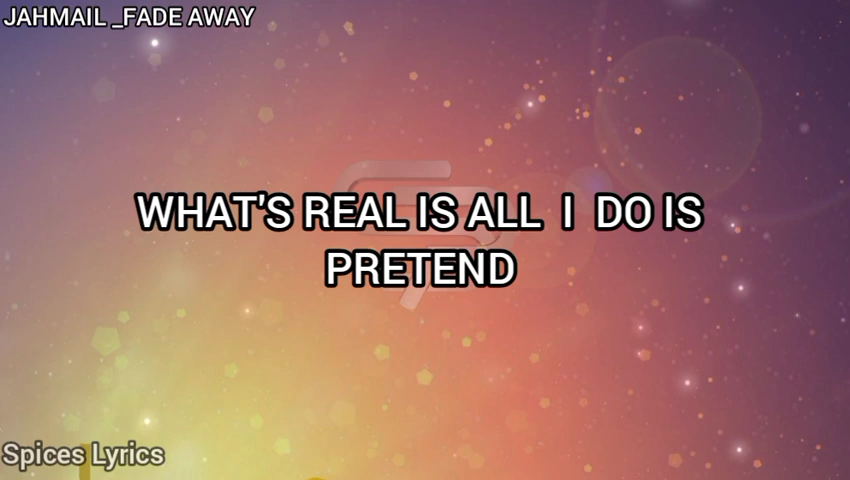 JAHMAIL _FADE AWAY
WHAT'S REAL IS ALL I DO IS
PRETEND
Spices Lyrics